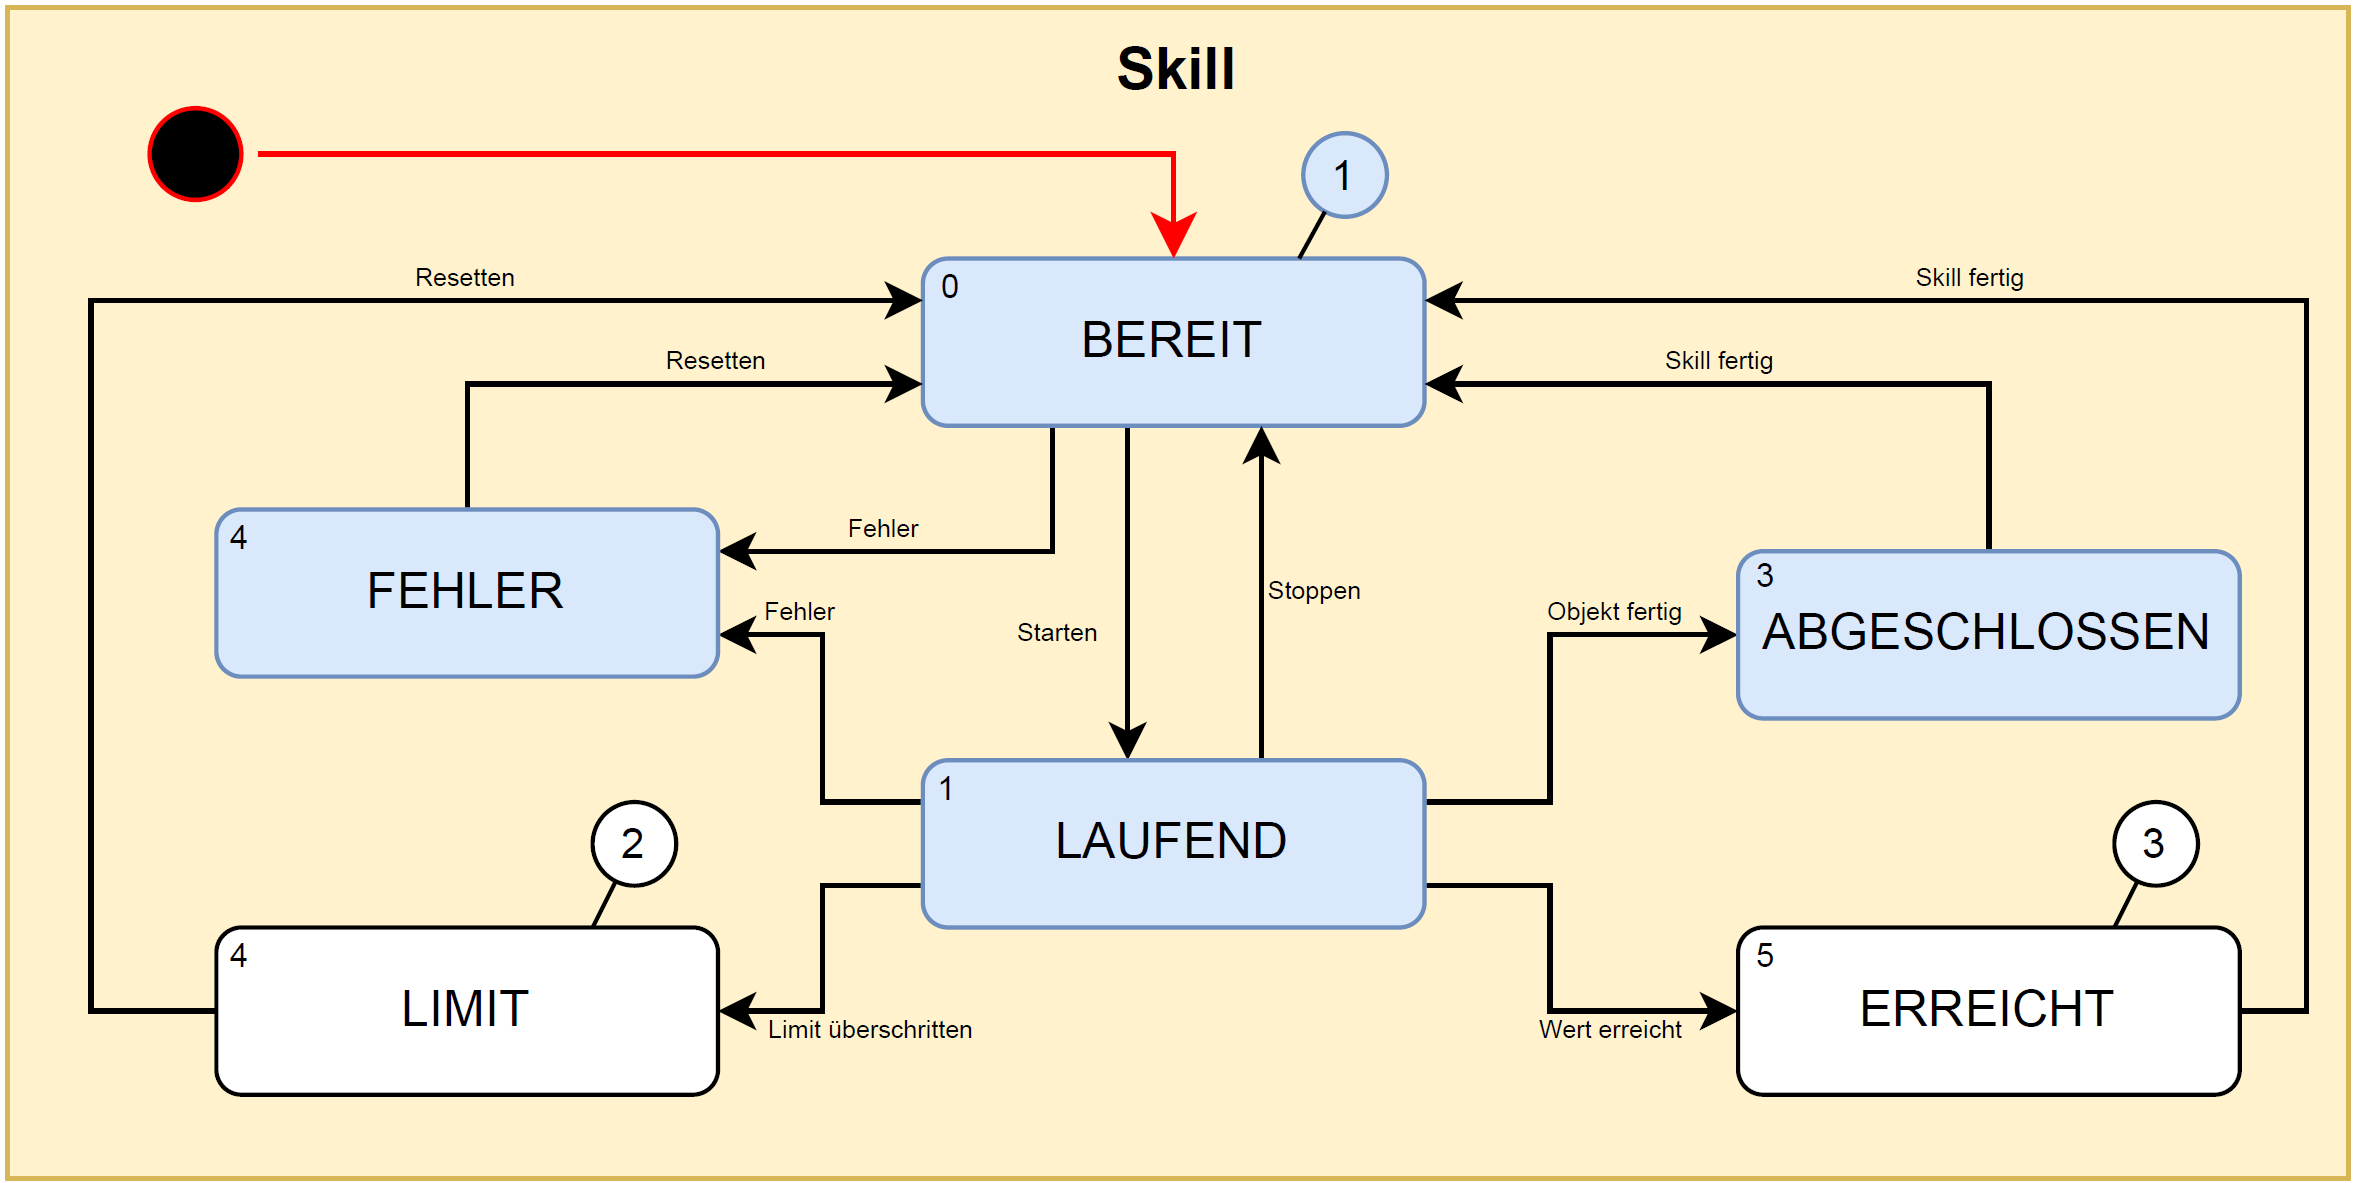 Skill
1
Resetten
0
BEREIT
Skill fertig
Resetten
Skill fertig
4
FEHLER
Fehler
Fehler
Starten
Stoppen
Objekt fertig
3
ABGESCHLOSSEN
1
LAUFEND
2
4
LIMIT
Limit überschritten
Wert erreicht
3
5
ERREICHT